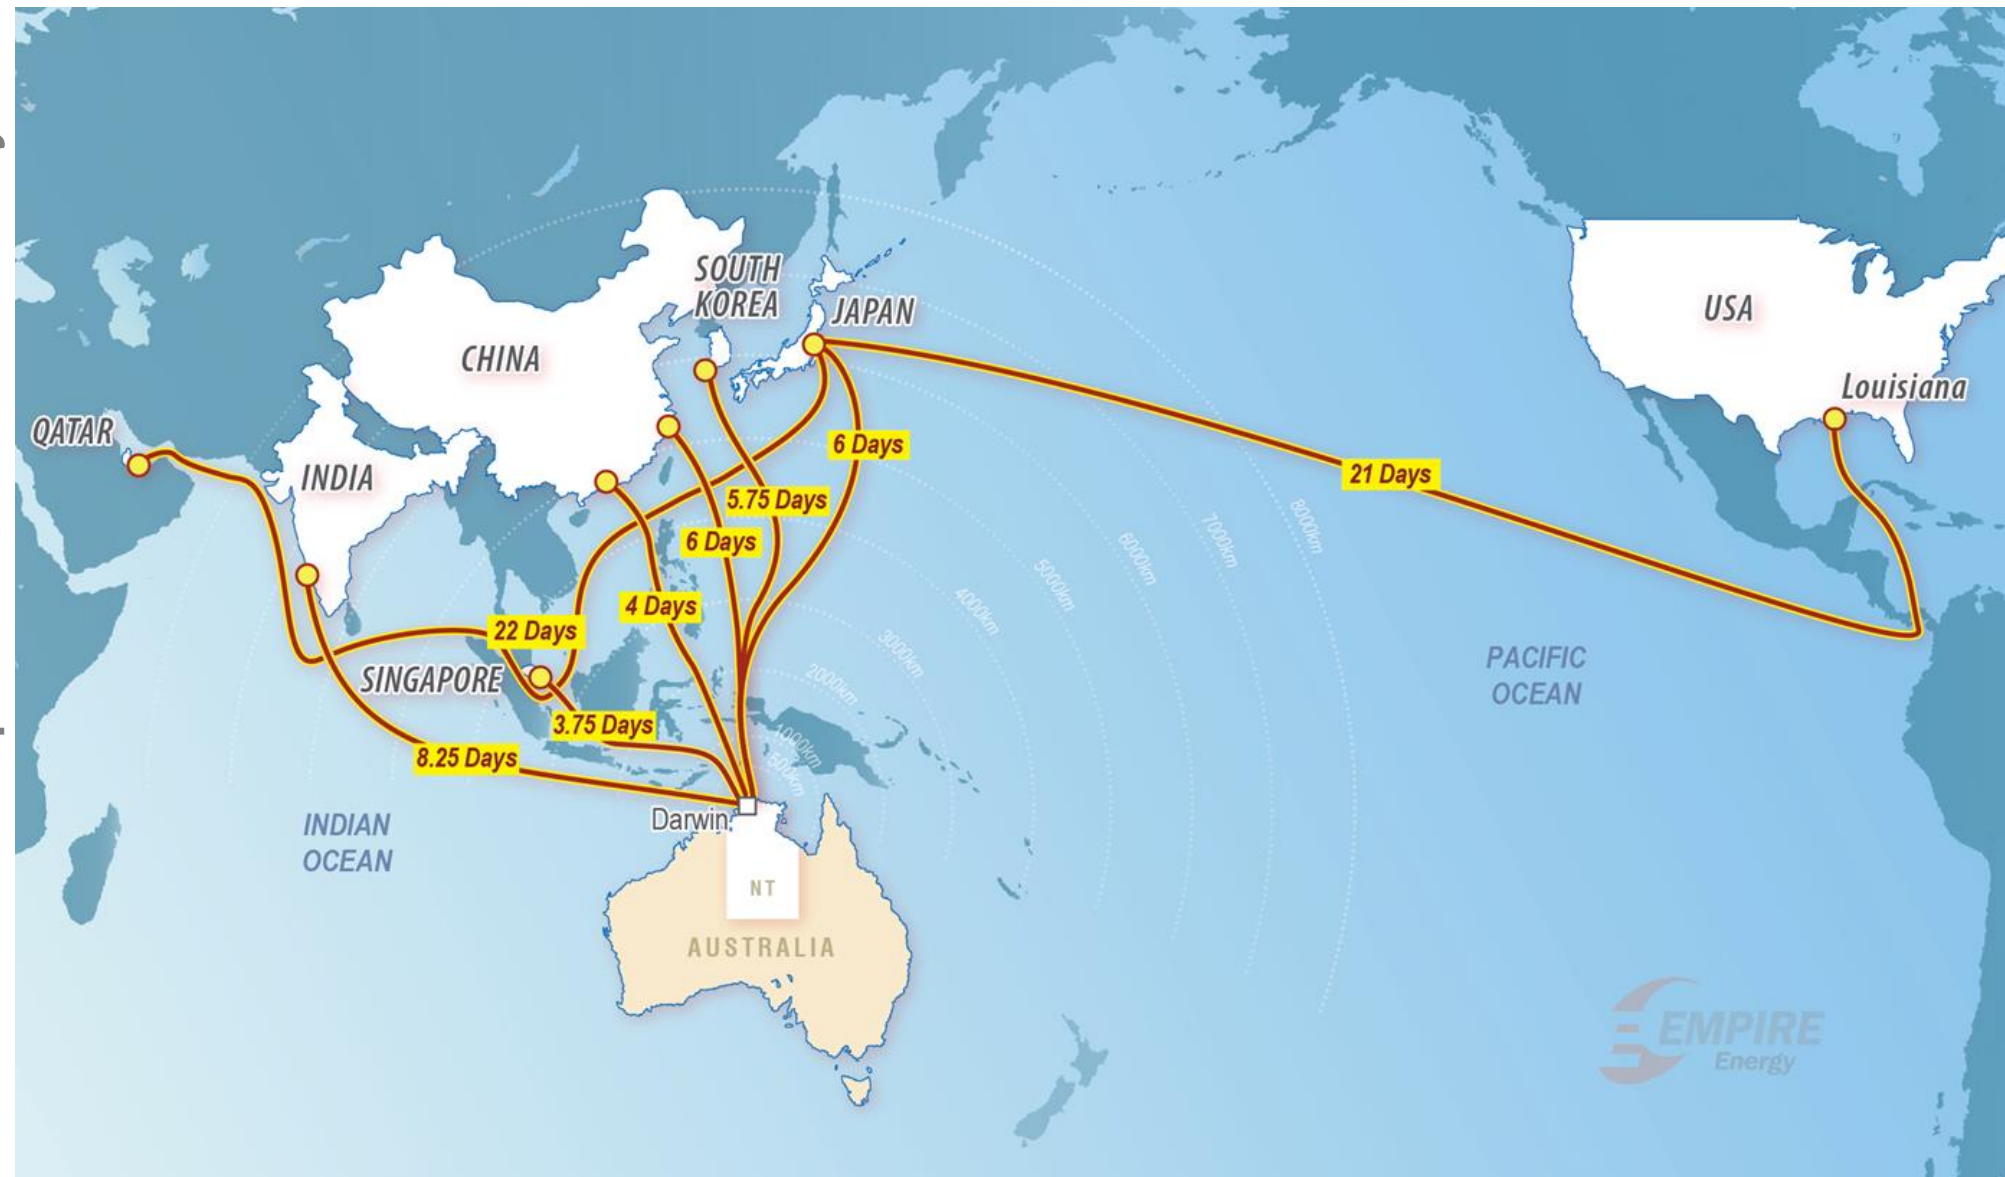 SOUTH
KOREA
JAPAN
USA
CHINA
Louisiana
QATAR
INDIA
6 Days
21 Days
5.75 Days
6 Days
8000km
7000km
6000km
5000km
4000km
3000km
2000km
1000km
500km
4 Days
22 Days
SINGAPORE
3.75 Days
8.25 Days
PACIFIC
OCEAN
Darwin
INDIAN
OCEAN
NT
AUSTRALIA
EMPIRE
Energy